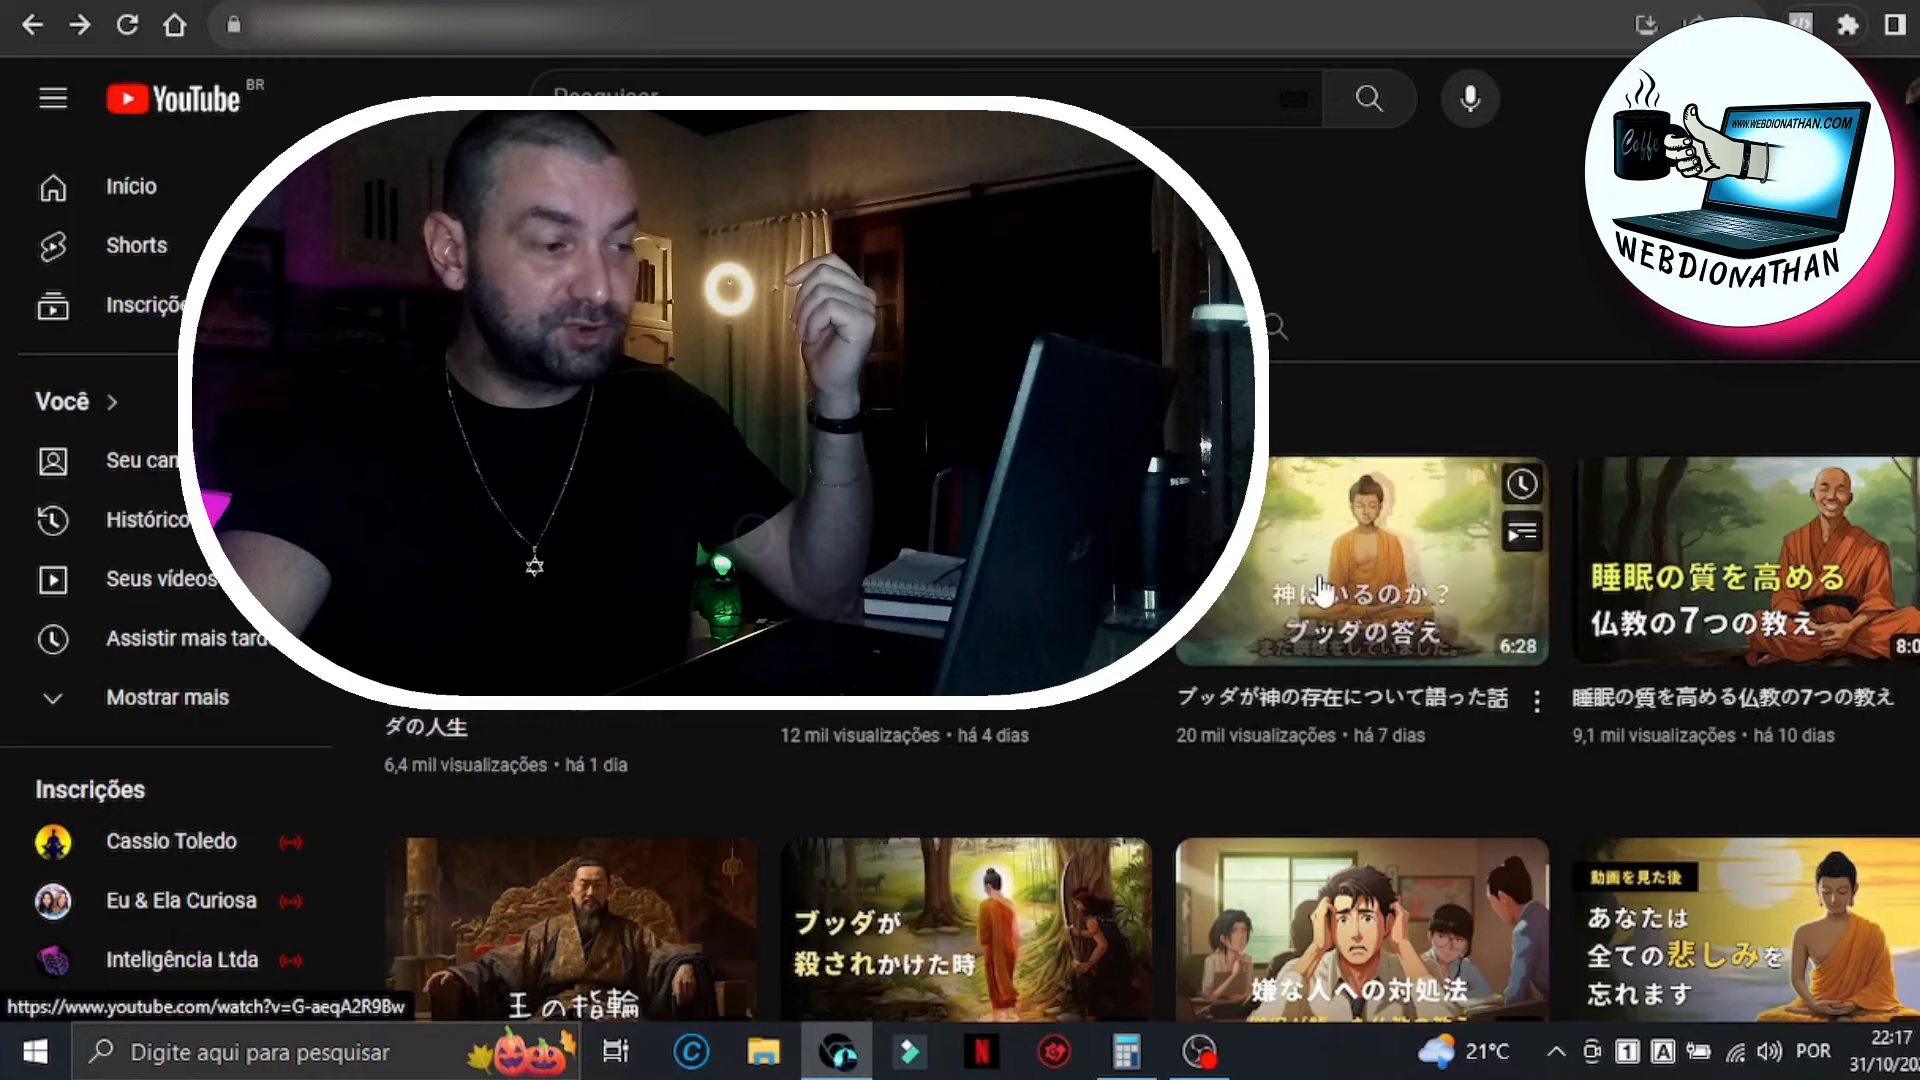 YouTube BR
Pesquisar
WWW.WEBDIONATHAN.COM
Coffe
WEBDIONATHAN
Início
Shorts
Você
Seu
Histórico
Seus vídeos
Assistir mais
Mostrar mais
Inscrições
Cassio Toledo
Eu & Ela Curiosa
Inteligência Ltda
ブッダの答え
6:28
睡眠の質を高める
仏教の7つの教え
ダの人生
6,4 mil visualizações • há 1 dia
12 mil visualizações • há 4 dias
ブッダが神の存在について語った話
20 mil visualizações • há 7 dias
睡眠の質を高める仏教の7つの教え
9,1 mil visualizações • há 10 dias
王の指輪
ブッダが
殺されかけた時
嫌な人への対処法
動画を見た後
あなたは
全ての悲しみを
忘れます
https://www.youtube.com/watch?v=G-aeqA2R9Bw
Digite aqui para pesquisar
21°C
POR
22:17